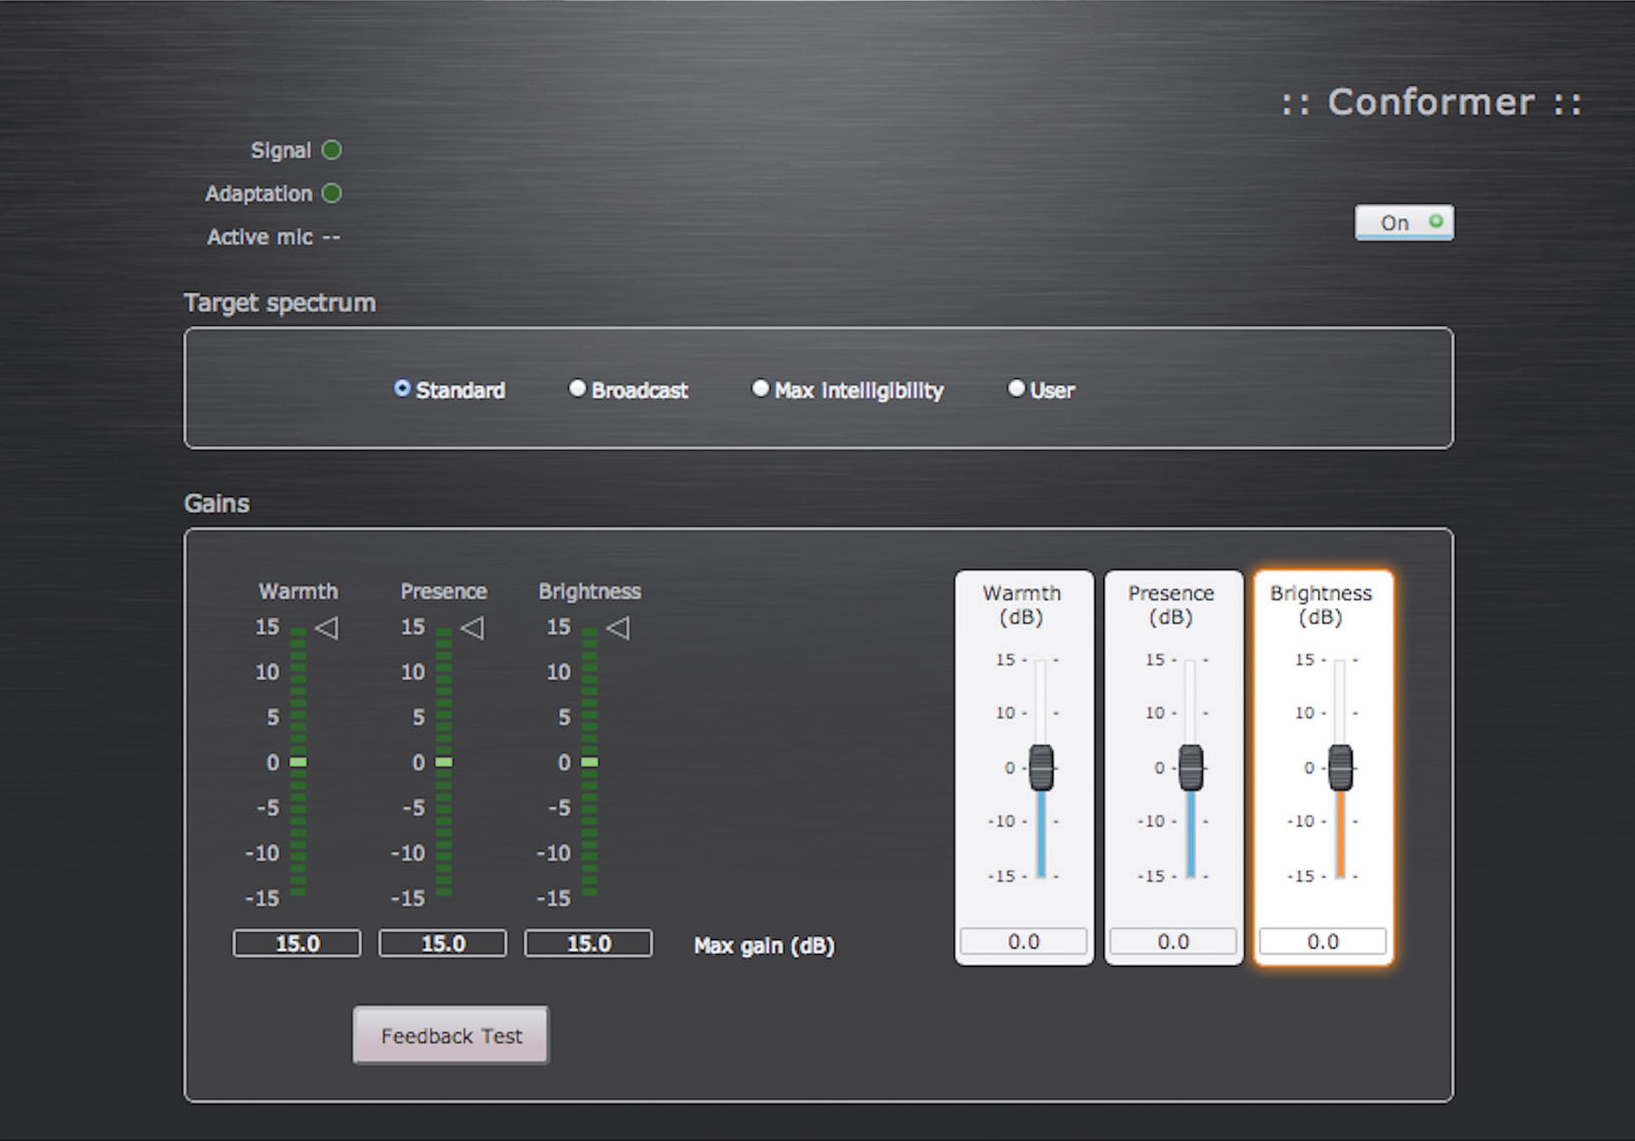 :: Conformer ::
Signal
Adaptation
Active mic --
On
Target spectrum
Standard Broadcast Max intelligibility User
Gains
Warmth Presence Brightness
15 15 15
10 10 10
5 5 5
0 0 0
-5 -5 -5
-10 -10 -10
-15 -15 -15
15.0 15.0 15.0 Max gain (dB)
Feedback Test
Warmth Presence Brightness
(dB) (dB) (dB)
15 - - 15 - - 15 - -
10 - - 10 - - 10 - -
0 - - 0 - - 0 - -
-10 - - -10 - - -10 - -
-15 - - -15 - - -15 - -
0.0 0.0 0.0